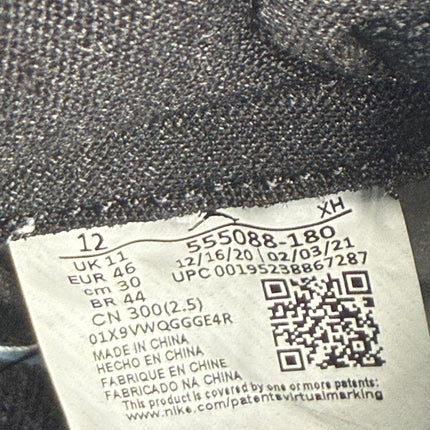 XH
12 555088-180
UK 11 12/16/20 02/03/21
EUR 46 UPC 00195238867287
cm 30
BR 44
CN 300(2.5)
01X9VWQGGGE4R
MADE IN CHINA
HECHO EN CHINA
FABRIQUE EN CHINE
FABRICADO NA CHINA
This product is covered by one or more patents:
www.nike.com/patentsvirtualmarking